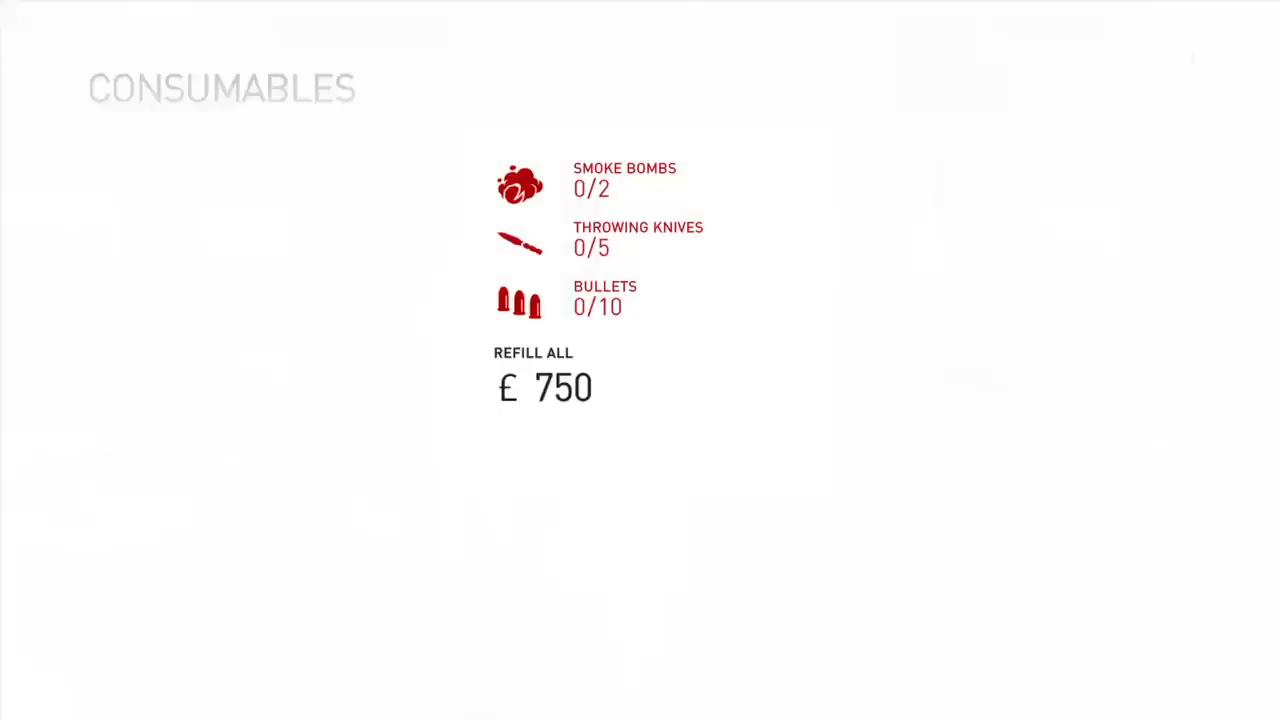 CONSUMABLES
SMOKE BOMBS
0/2
THROWING KNIVES
0/5
BULLETS
0/10
REFILL ALL
£ 750